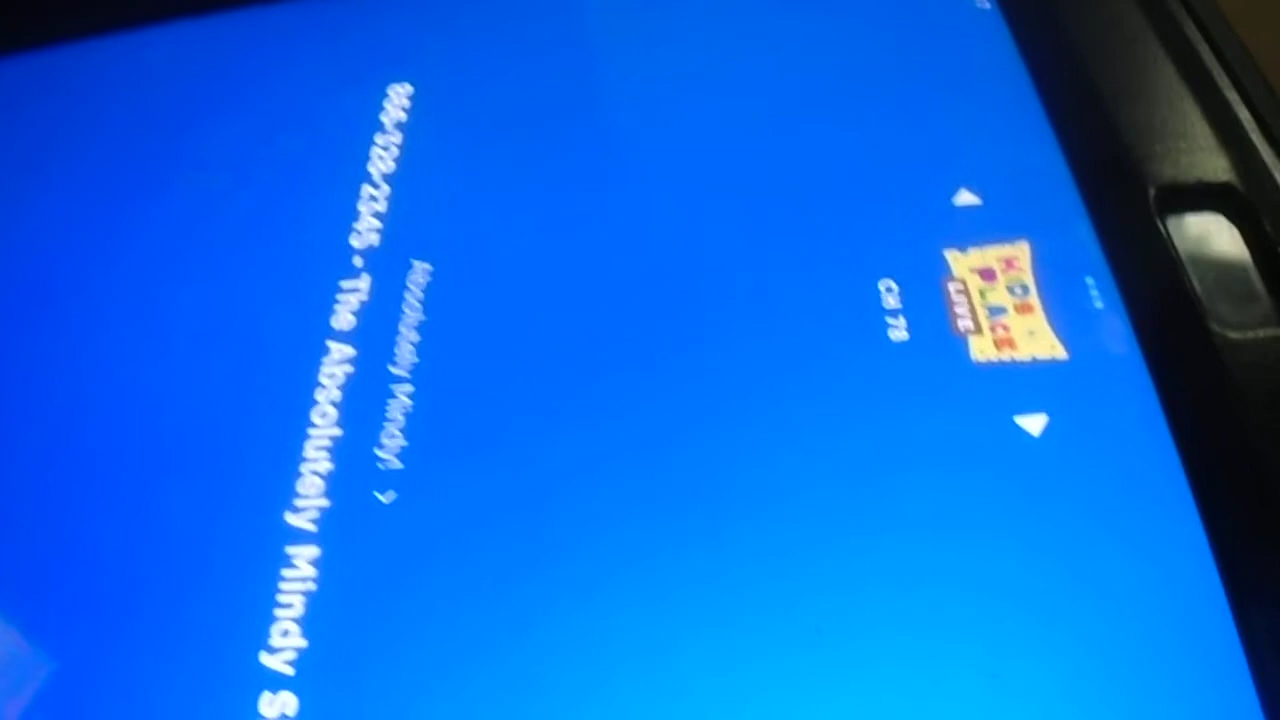 KIDS
PLACE
LIVE
CH 78
Absolutely Mindy!
The Absolutely Mindy S